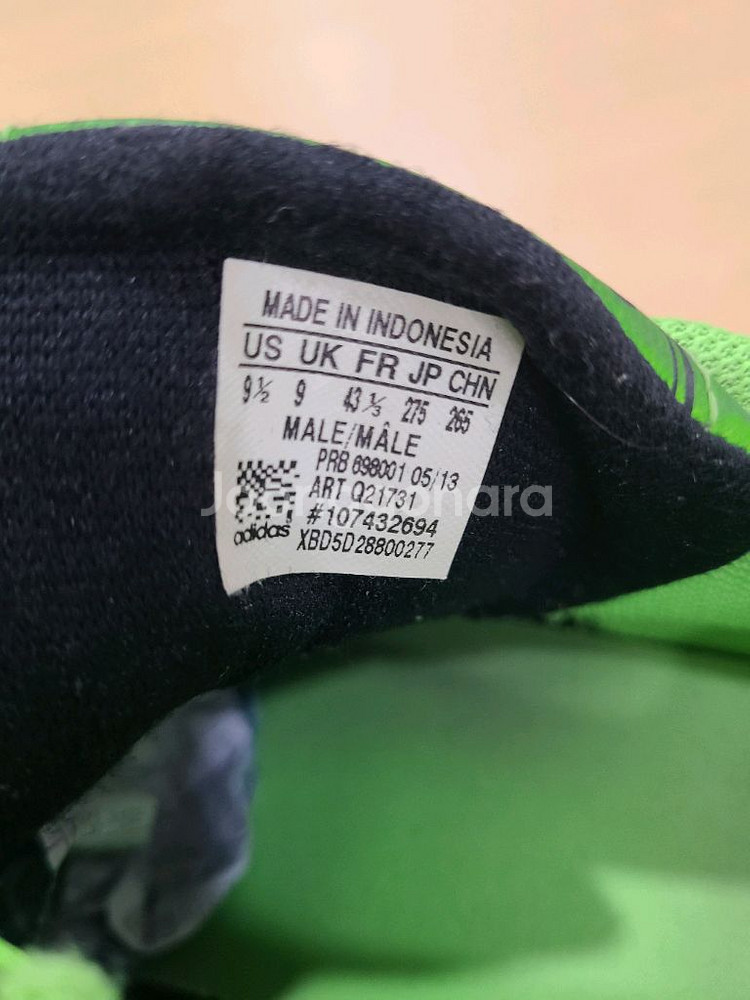 MADE IN INDONESIA
US UK FR JP CHN
9½ 9 43⅓ 275 265
MALE/MÂLE
PRB 698001 05/13
ART Q21731
#107432694
adidas XBD5D28800277